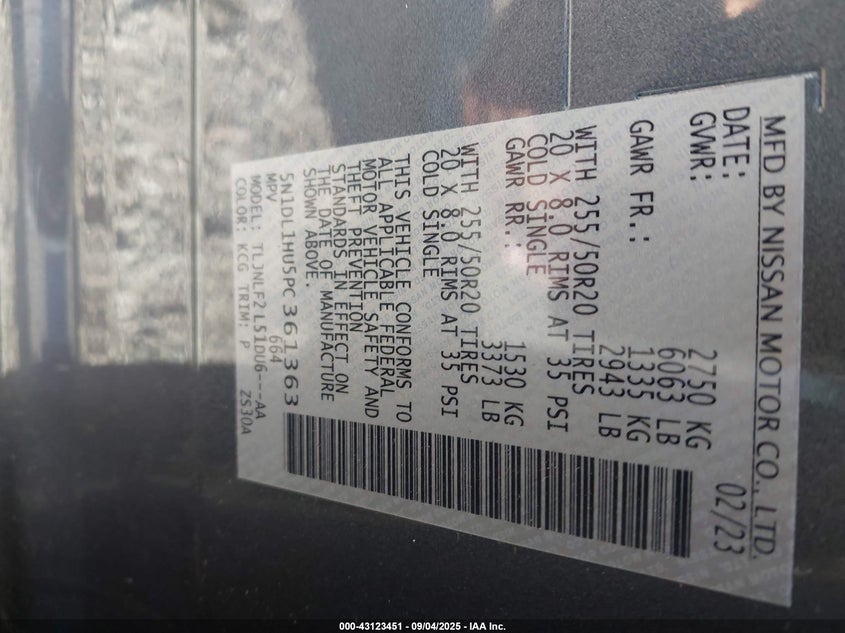 MFD BY NISSAN MOTOR CO., LTD.
DATE: 02/23
GVWR: 2750 KG
6063 LB
GAWR FR.: 1335 KG
2943 LB
WITH 255/50R20 TIRES
20 X 8.0 RIMS AT 35 PSI
COLD SINGLE
GAWR RR.: 1530 KG
3373 LB
WITH 255/50R20 TIRES
20 X 8.0 RIMS AT 35 PSI
COLD SINGLE
THIS VEHICLE CONFORMS TO
ALL APPLICABLE FEDERAL
MOTOR VEHICLE SAFETY AND
THEFT PREVENTION
STANDARDS IN EFFECT ON
THE DATE OF MANUFACTURE
SHOWN ABOVE.
5N1DL1HU5PC361363
MPV 664
MODEL: TLJNLF2 L51DU6---AA
COLOR: KCG TRIM: P ZS30A
000-43123451 - 09/04/2025 - IAA Inc.